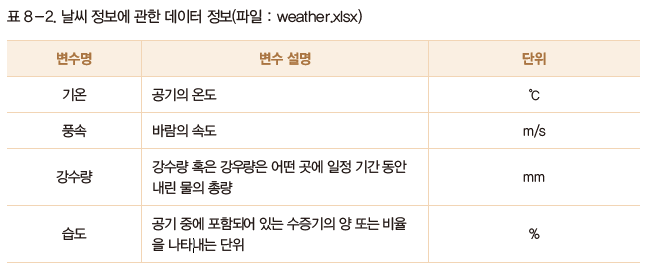 표 8-2. 날씨 정보에 관한 데이터 정보(파일 : weather.xlsx)
변수명 변수 설명 단위
기온 공기의 온도 ℃
풍속 바람의 속도 m/s
강수량 강수량 혹은 강우량은 어떤 곳에 일정 기간 동안
내린 물의 총량 mm
습도 공기 중에 포함되어 있는 수증기의 양 또는 비율
을 나타내는 단위 %